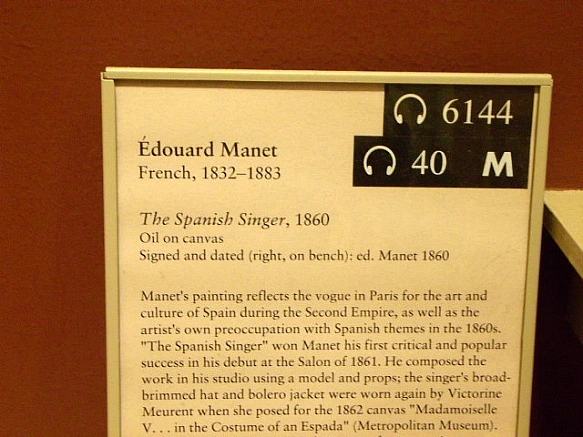 6144
40 M
Édouard Manet
French, 1832–1883
The Spanish Singer, 1860
Oil on canvas
Signed and dated (right, on bench): ed. Manet 1860
Manet's painting reflects the vogue in Paris for the art and
culture of Spain during the Second Empire, as well as the
artist's own preoccupation with Spanish themes in the 1860s.
"The Spanish Singer" won Manet his first critical and popular
success in his debut at the Salon of 1861. He composed the
work in his studio using a model and props; the singer's broad-
brimmed hat and bolero jacket were worn again by Victorine
Meurent when she posed for the 1862 canvas "Madamoiselle
V. . . in the Costume of an Espada" (Metropolitan Museum).